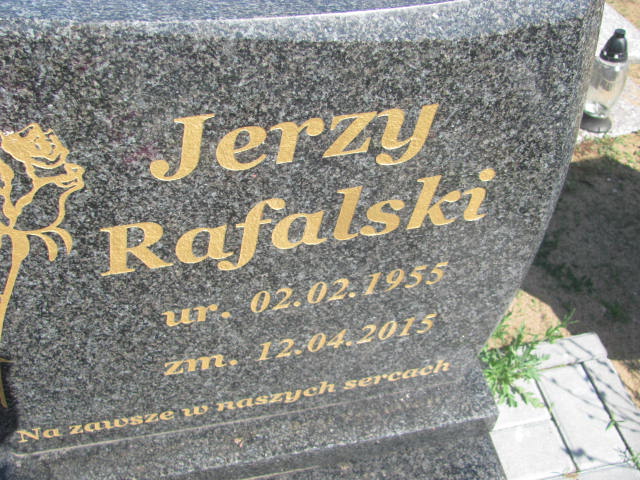 Jerzy
Rafalski
ur. 02.02.1955
zm. 12.04.2015
Na zawsze w naszych sercach